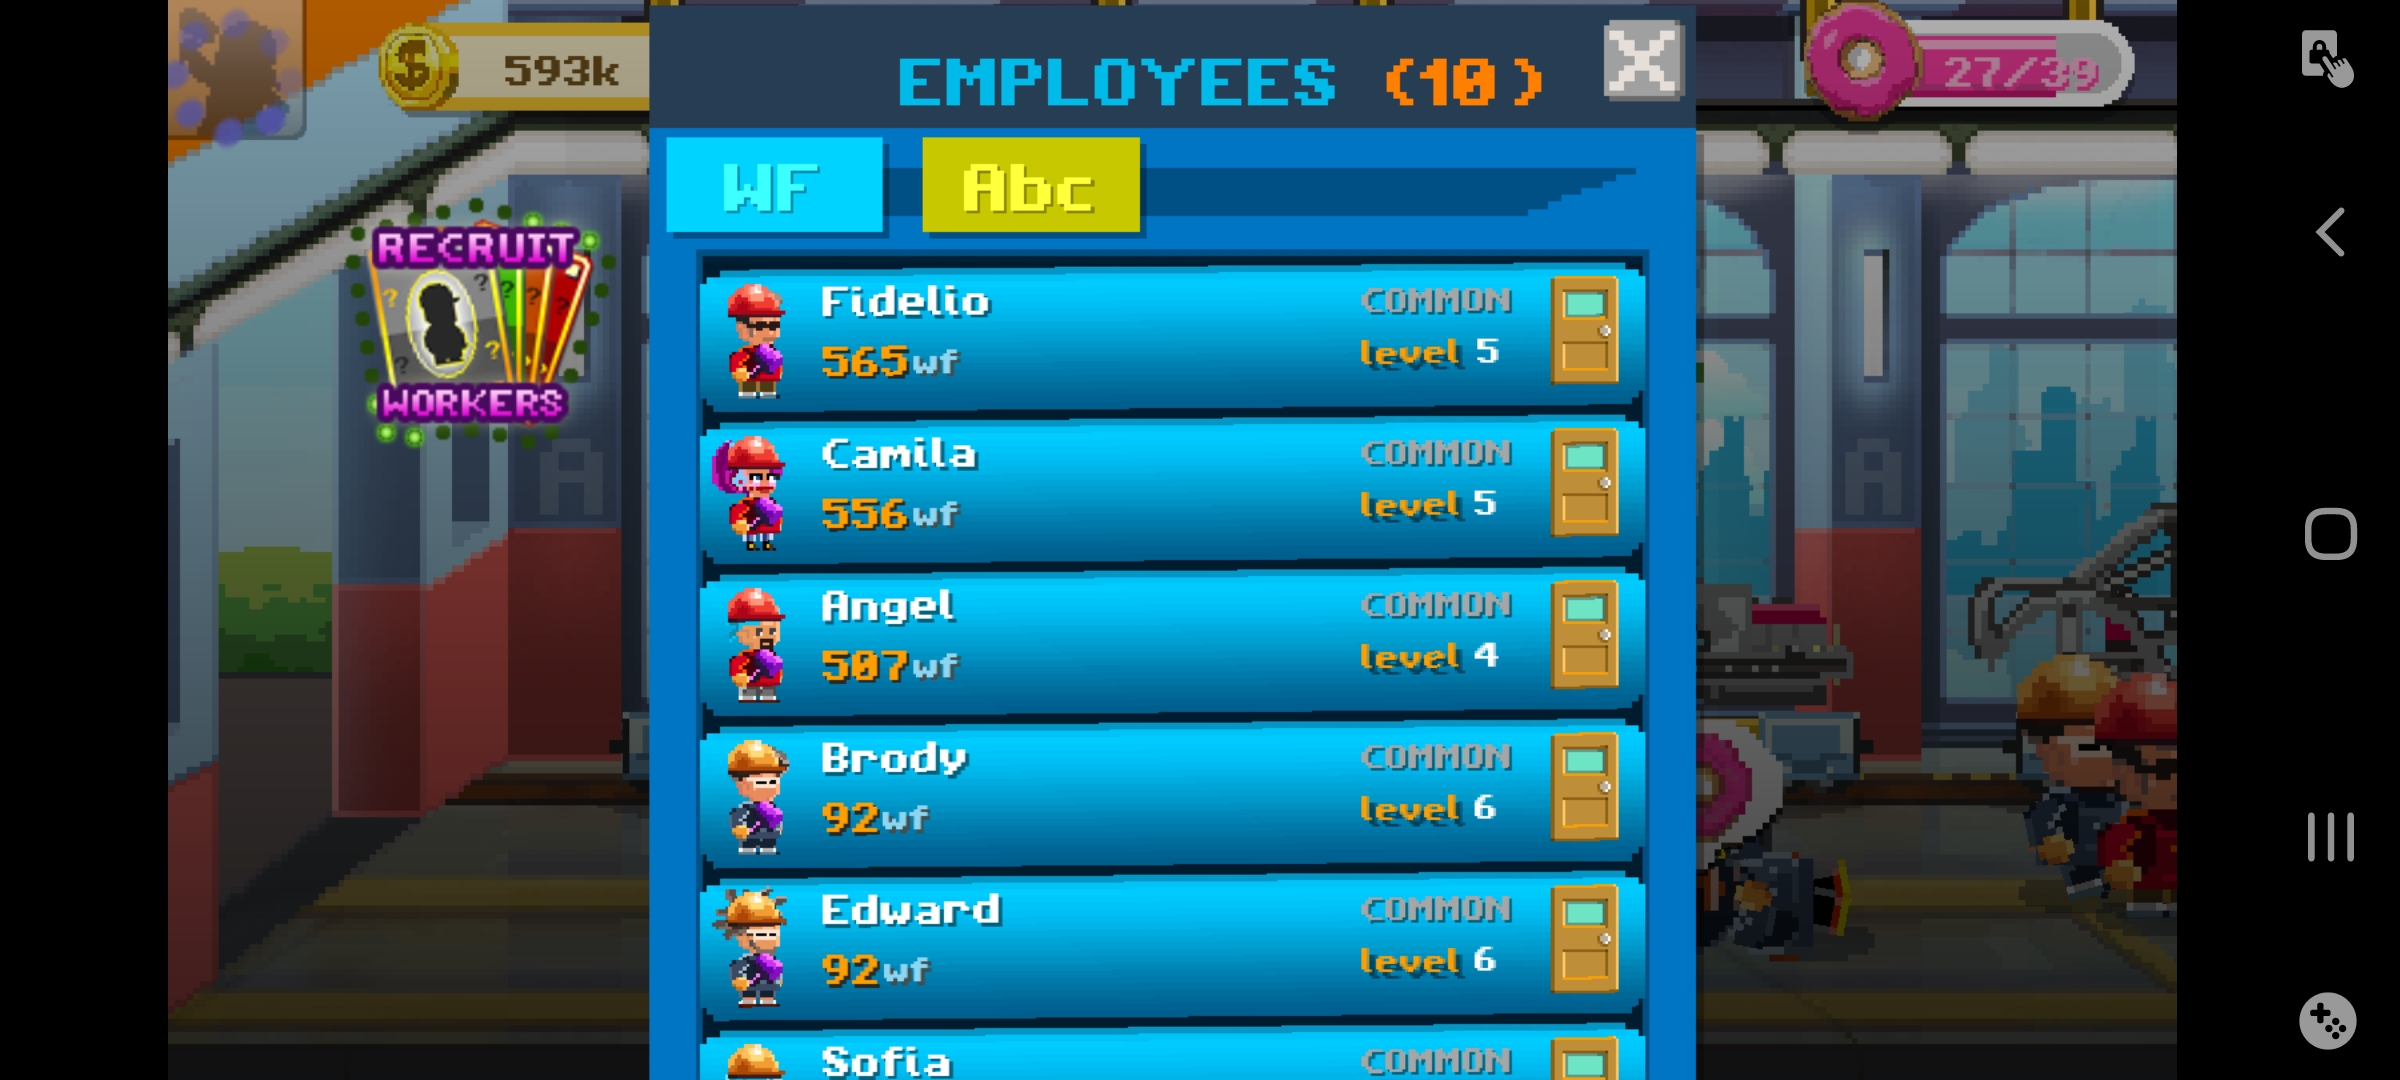 593k
EMPLOYEES (10)
27/39
WF
Abc
RECRUIT
WORKERS
Fidelio
COMMON
565wf
level 5
Camila
COMMON
556wf
level 5
Angel
COMMON
507wf
level 4
Brody
COMMON
92wf
level 6
Edward
COMMON
92wf
level 6
Sofia
COMMON
A
A